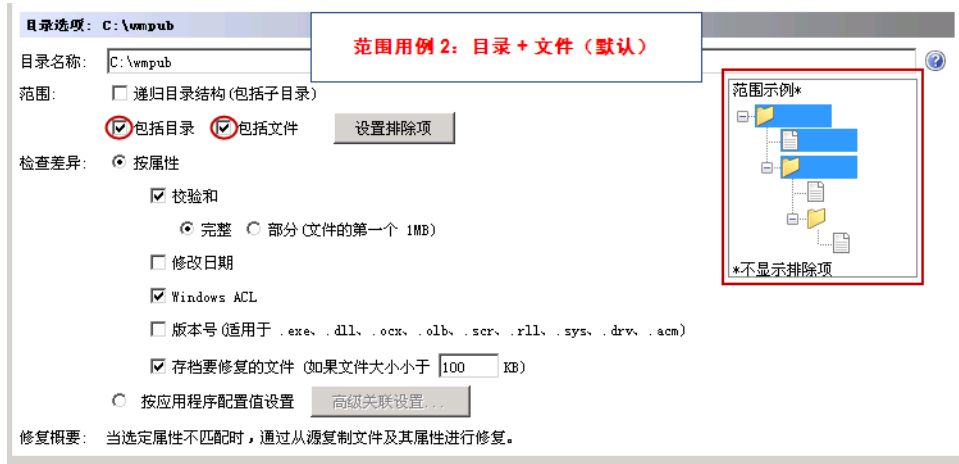 目录选项: C:\wmpub
范围用例 2: 目录 + 文件（默认）
目录名称: C:\wmpub
范围: 递归目录结构(包括子目录)
包括目录 包括文件 设置排除项
范围示例*
*不显示排除项
检查差异: 按属性
校验和
完整 部分(文件的第一个 1MB)
修改日期
Windows ACL
版本号(适用于 .exe、.dll、.ocx、.olb、.scr、.rll、.sys、.drv、.acm)
存档要修复的文件 (如果文件大小小于 100 KB)
按应用程序配置值设置 高级关联设置...
修复概要: 当选定属性不匹配时，通过从源复制文件及其属性进行修复。